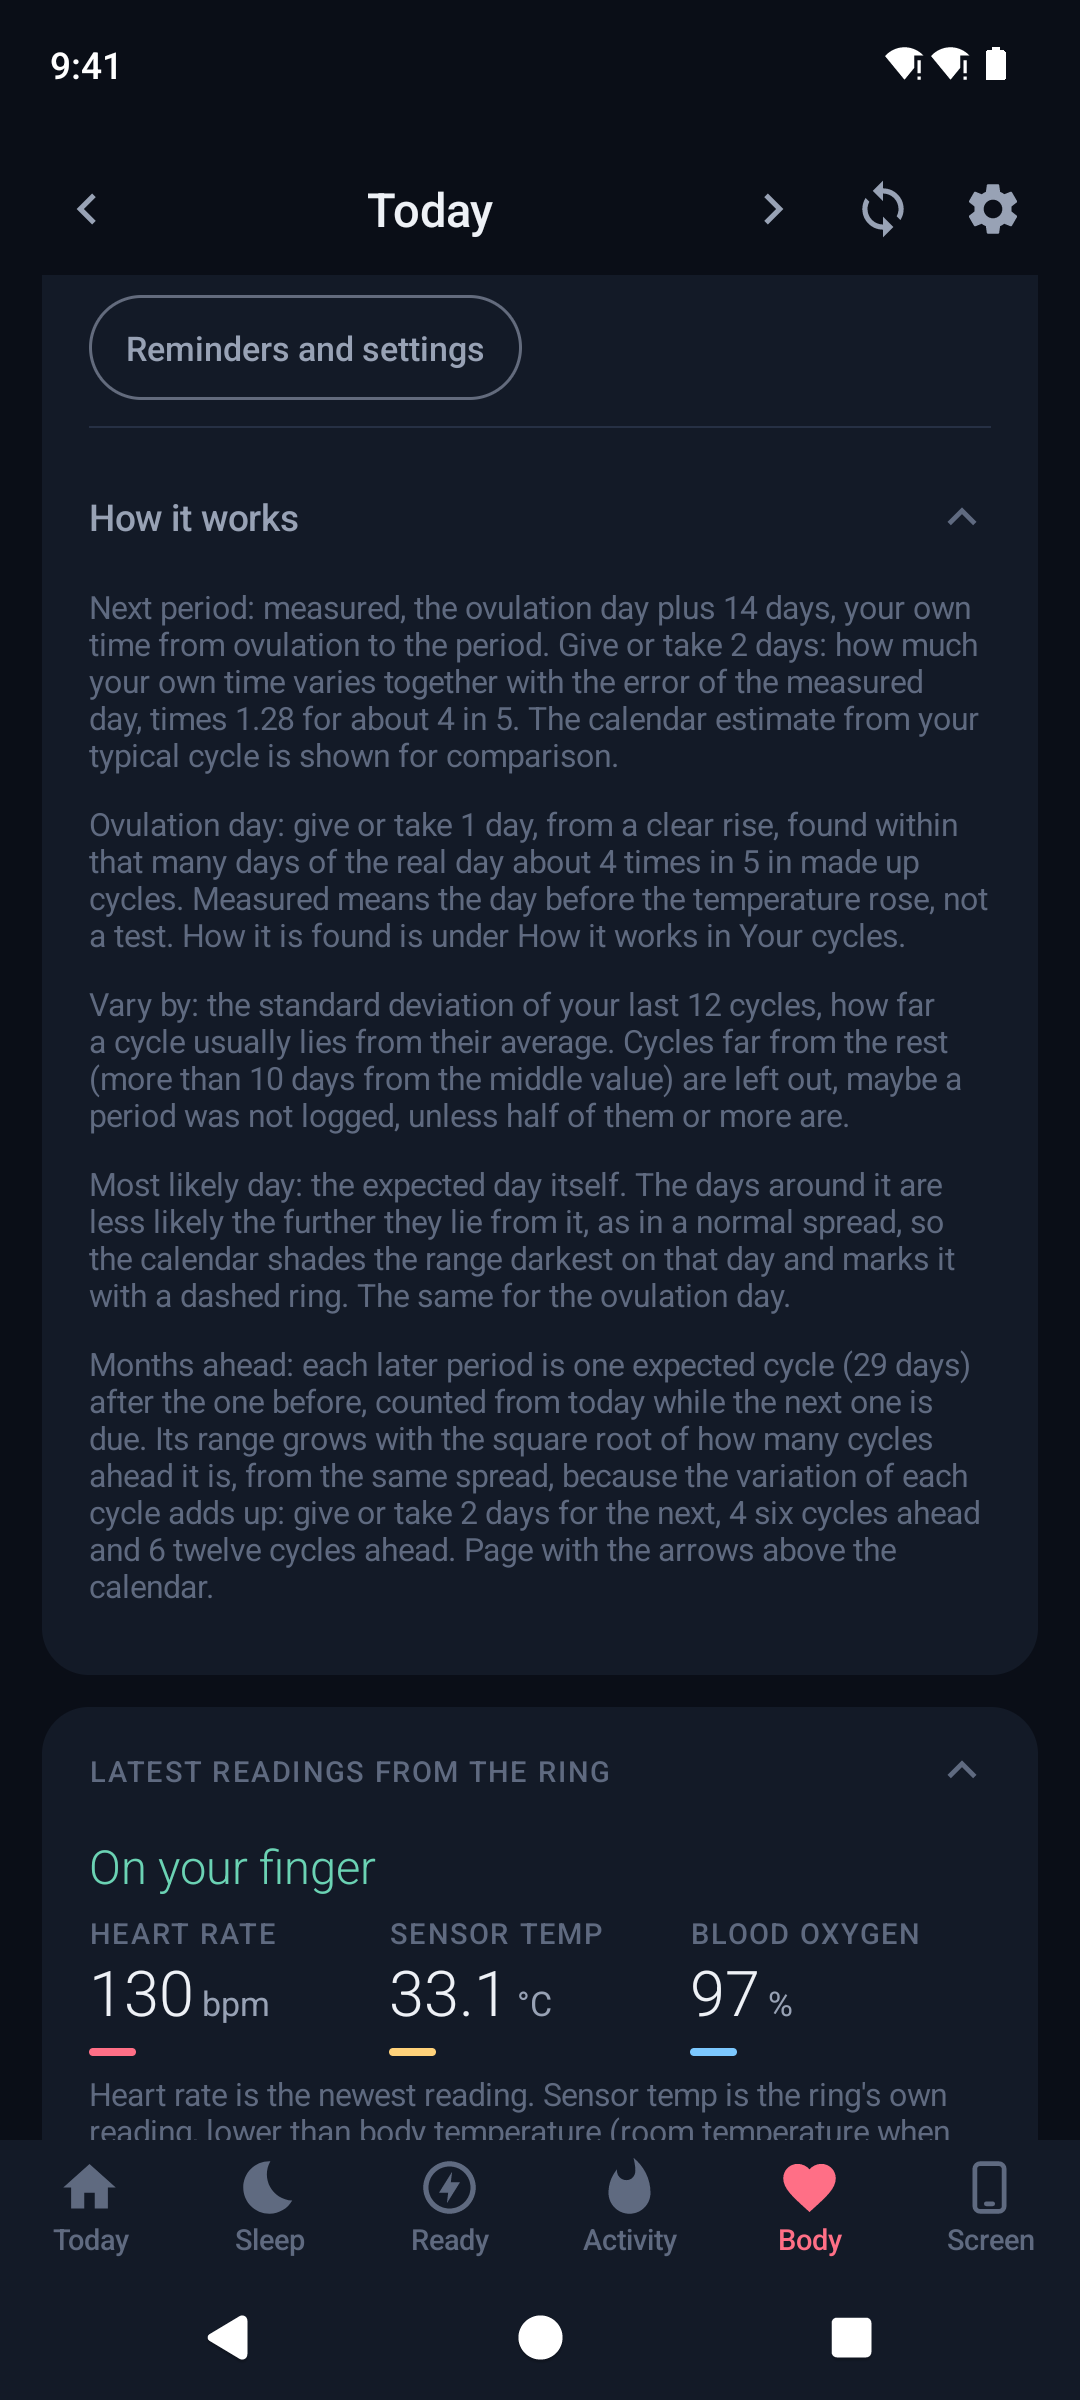 9:41
Today
Reminders and settings
How it works
Next period: measured, the ovulation day plus 14 days, your own
time from ovulation to the period. Give or take 2 days: how much
your own time varies together with the error of the measured
day, times 1.28 for about 4 in 5. The calendar estimate from your
typical cycle is shown for comparison.
Ovulation day: give or take 1 day, from a clear rise, found within
that many days of the real day about 4 times in 5 in made up
cycles. Measured means the day before the temperature rose, not
a test. How it is found is under How it works in Your cycles.
Vary by: the standard deviation of your last 12 cycles, how far
a cycle usually lies from their average. Cycles far from the rest
(more than 10 days from the middle value) are left out, maybe a
period was not logged, unless half of them or more are.
Most likely day: the expected day itself. The days around it are
less likely the further they lie from it, as in a normal spread, so
the calendar shades the range darkest on that day and marks it
with a dashed ring. The same for the ovulation day.
Months ahead: each later period is one expected cycle (29 days)
after the one before, counted from today while the next one is
due. Its range grows with the square root of how many cycles
ahead it is, from the same spread, because the variation of each
cycle adds up: give or take 2 days for the next, 4 six cycles ahead
and 6 twelve cycles ahead. Page with the arrows above the
calendar.
LATEST READINGS FROM THE RING
On your finger
HEART RATE SENSOR TEMP BLOOD OXYGEN
130 bpm 33.1 °C 97 %
Heart rate is the newest reading. Sensor temp is the ring's own
reading, lower than body temperature (room temperature when
Today Sleep Ready Activity Body Screen